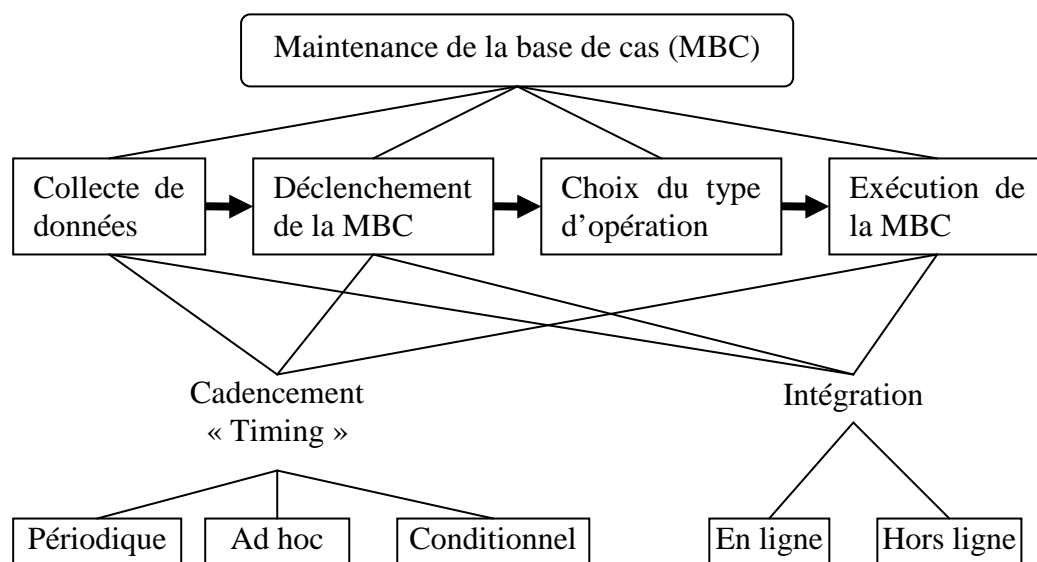 Maintenance de la base de cas (MBC)
Collecte de
données
Déclenchement
de la MBC
Choix du type
d’opération
Exécution de
la MBC
Cadencement
« Timing »
Intégration
Périodique
Ad hoc
Conditionnel
En ligne
Hors ligne